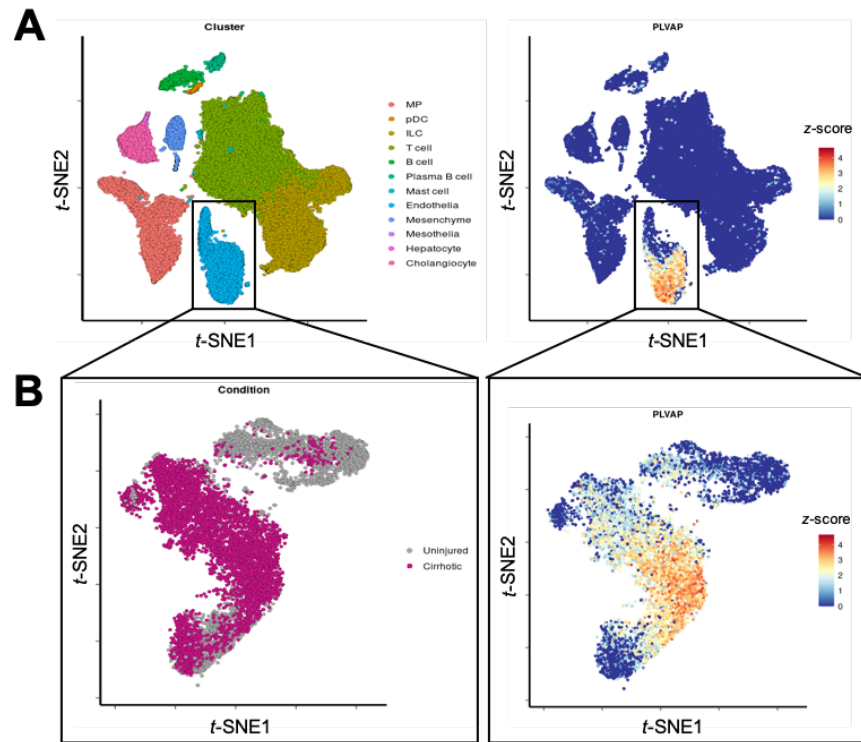 A
Cluster
t-SNE2
t-SNE1
MP
pDC
ILC
T cell
B cell
Plasma B cell
Mast cell
Endothelia
Mesenchyme
Mesothelia
Hepatocyte
Cholangiocyte
PLVAP
t-SNE2
t-SNE1
z-score
4
3
2
1
0
B
Condition
t-SNE2
t-SNE1
Uninjured
Cirrhotic
PLVAP
t-SNE2
t-SNE1
z-score
4
3
2
1
0